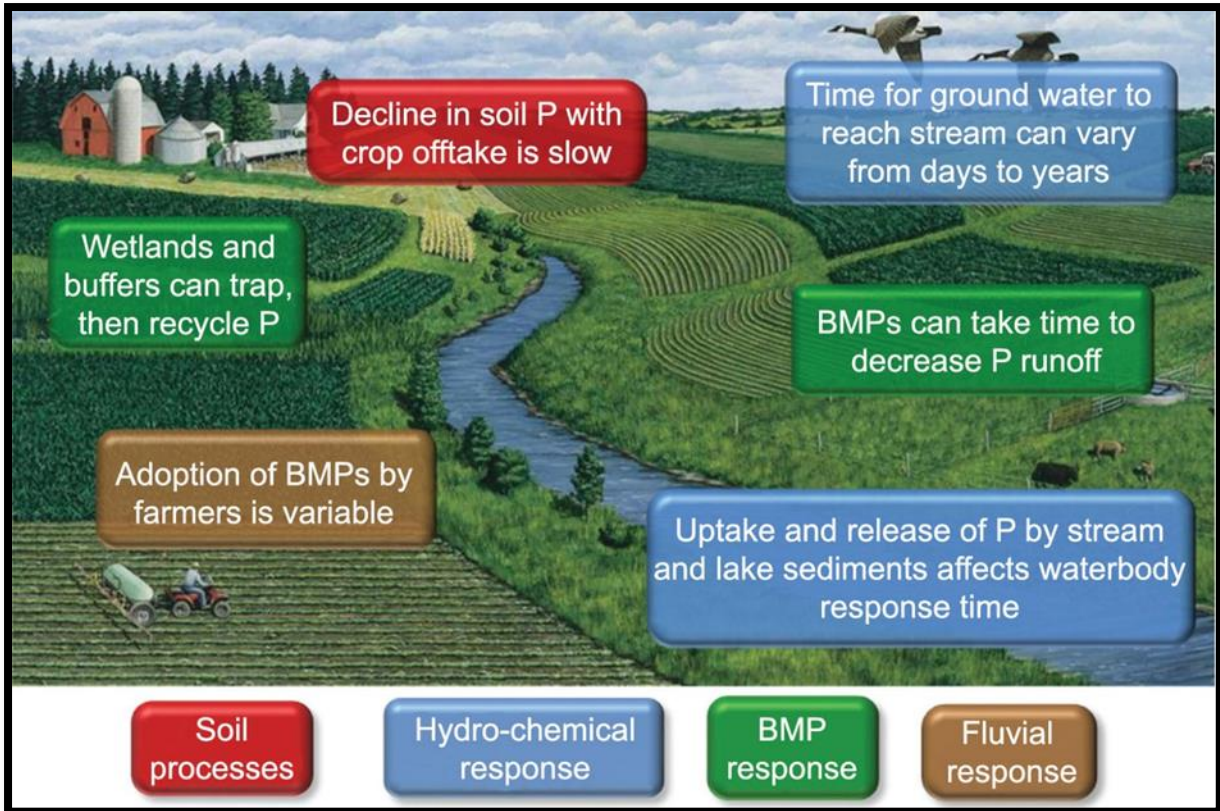 Decline in soil P with
crop offtake is slow
Time for ground water to
reach stream can vary
from days to years
Wetlands and
buffers can trap,
then recycle P
BMPs can take time to
decrease P runoff
Adoption of BMPs by
farmers is variable
Uptake and release of P by stream
and lake sediments affects waterbody
response time
Soil
processes
Hydro-chemical
response
BMP
response
Fluvial
response